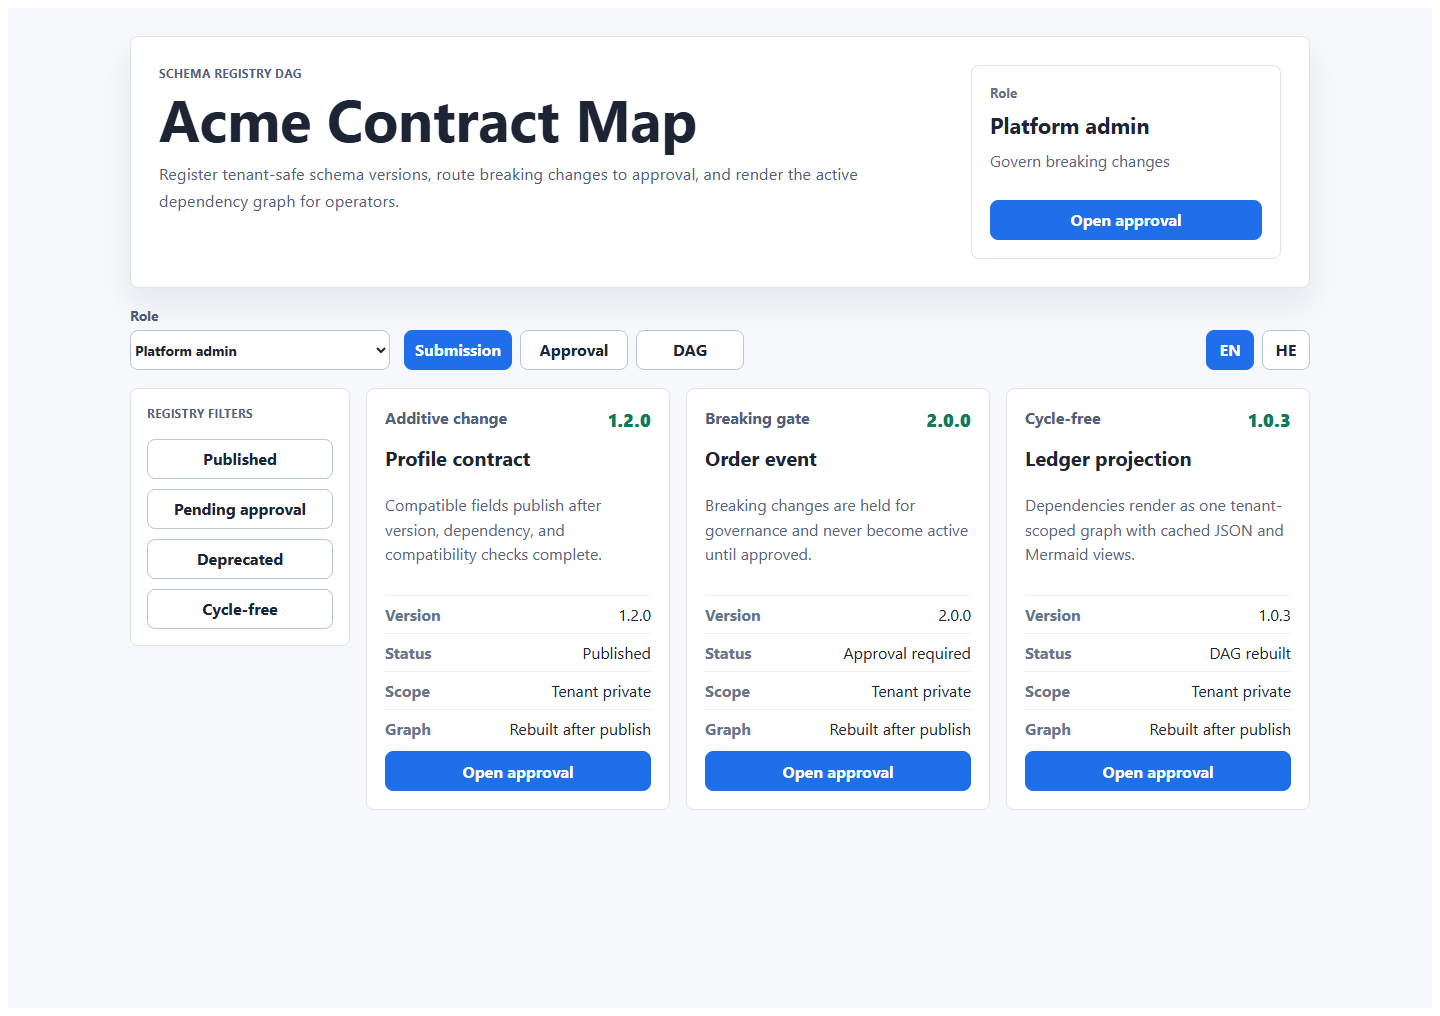 SCHEMA REGISTRY DAG
Acme Contract Map
Register tenant-safe schema versions, route breaking changes to approval, and render the active
dependency graph for operators.
Role
Platform admin
Govern breaking changes
Open approval
Role
Platform admin
Submission
Approval
DAG
EN
HE
REGISTRY FILTERS
Published
Pending approval
Deprecated
Cycle-free
Additive change
1.2.0
Profile contract
Compatible fields publish after
version, dependency, and
compatibility checks complete.
Version
1.2.0
Status
Published
Scope
Tenant private
Graph
Rebuilt after publish
Open approval
Breaking gate
2.0.0
Order event
Breaking changes are held for
governance and never become active
until approved.
Version
2.0.0
Status
Approval required
Scope
Tenant private
Graph
Rebuilt after publish
Open approval
Cycle-free
1.0.3
Ledger projection
Dependencies render as one tenant-
scoped graph with cached JSON and
Mermaid views.
Version
1.0.3
Status
DAG rebuilt
Scope
Tenant private
Graph
Rebuilt after publish
Open approval